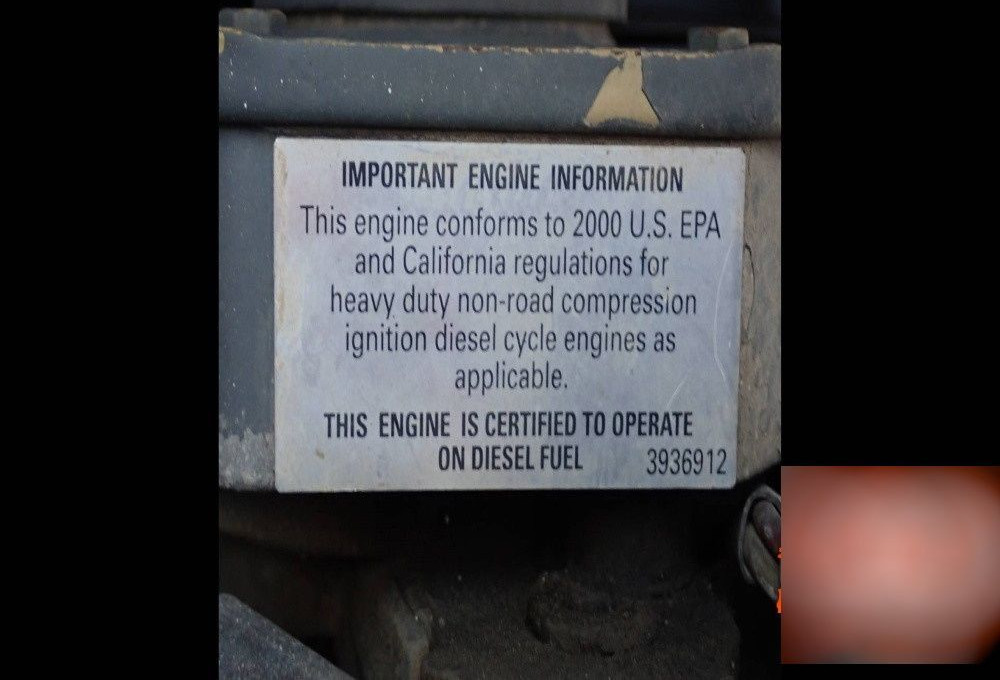 IMPORTANT ENGINE INFORMATION
This engine conforms to 2000 U.S. EPA
and California regulations for
heavy duty non-road compression
ignition diesel cycle engines as
applicable.
THIS ENGINE IS CERTIFIED TO OPERATE
ON DIESEL FUEL 3936912